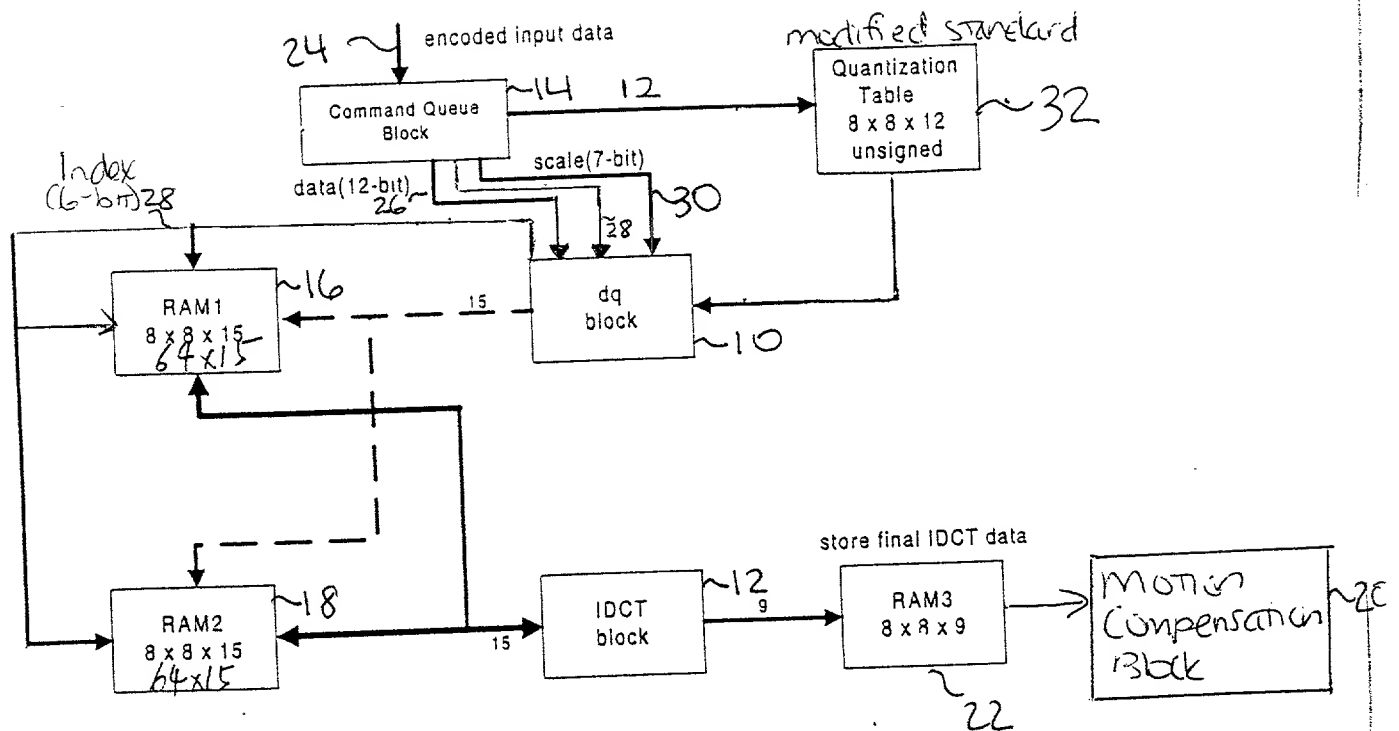 24
encoded input data
modified standard
Command Queue
Block
14
12
Quantization
Table
8 x 8 x 12
unsigned
32
Index
(6-bit) 28
data(12-bit)
26
scale(7-bit)
30
28
RAM1
8 x 8 x 15
64x15
16
15
dq
block
10
RAM2
8 x 8 x 15
64x15
18
15
IDCT
block
12
9
store final IDCT data
RAM3
8 x 8 x 9
22
Motion
Compensation
Block
20